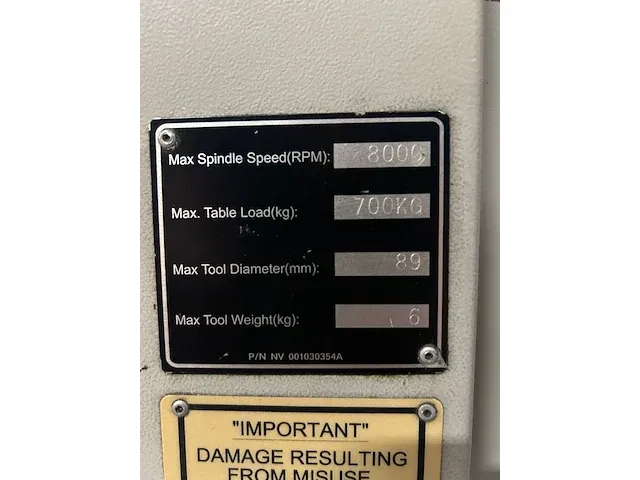 Max Spindle Speed(RPM): 8000
Max. Table Load(kg): 700KG
Max Tool Diameter(mm): 89
Max Tool Weight(kg): 6
P/N NV 001030354A
"IMPORTANT"
DAMAGE RESULTING
FROM MISUSE